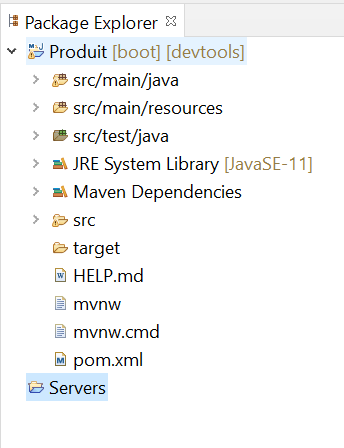 Package Explorer
Produit [boot] [devtools]
src/main/java
src/main/resources
src/test/java
JRE System Library [JavaSE-11]
Maven Dependencies
src
target
HELP.md
mvnw
mvnw.cmd
pom.xml
Servers